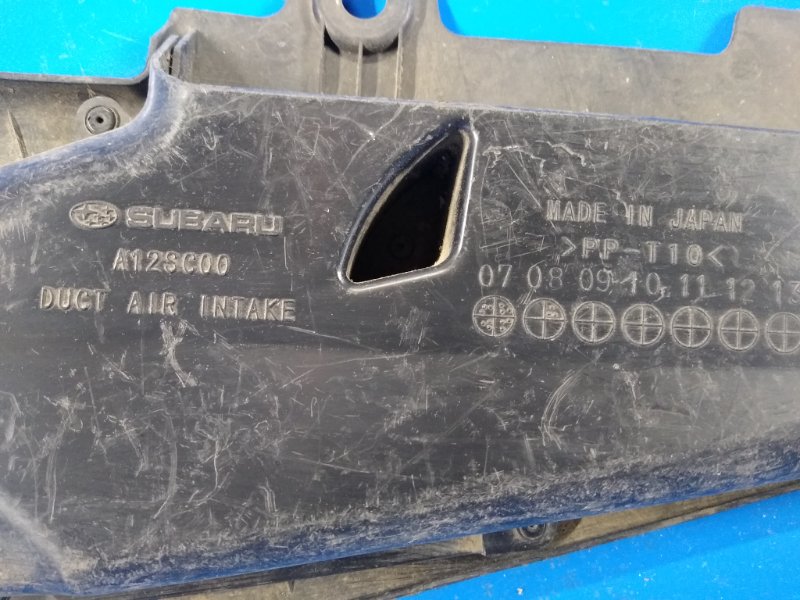 SUBARU
A12SC00
DUCT AIR INTAKE
MADE IN JAPAN
>PP-T10<
07 08 09 10 11 12 13